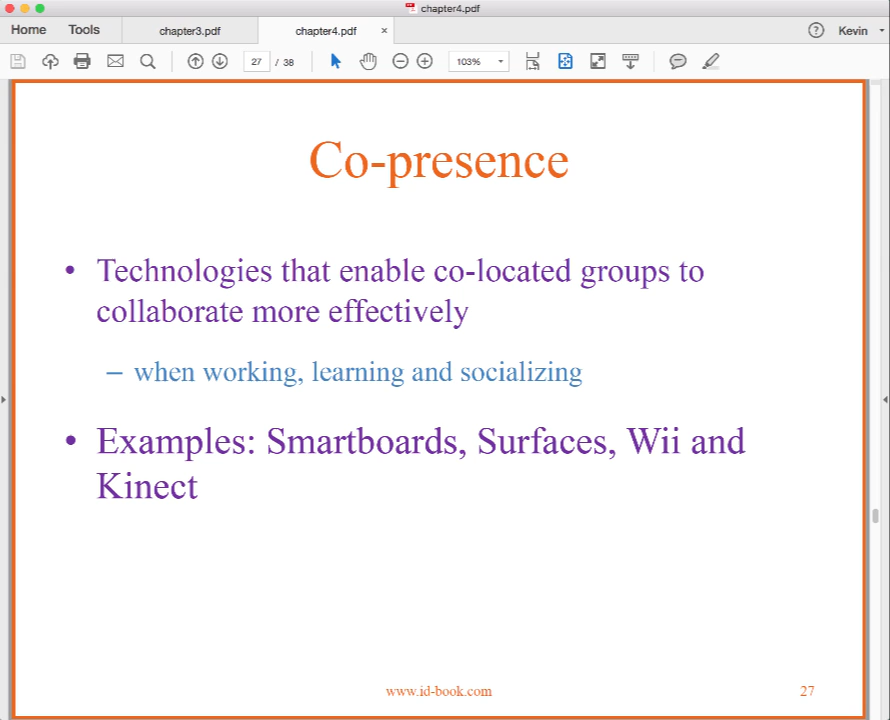 chapter4.pdf
Home Tools chapter3.pdf chapter4.pdf × ? Kevin
27 / 38 103%
Co-presence
• Technologies that enable co-located groups to
collaborate more effectively
– when working, learning and socializing
• Examples: Smartboards, Surfaces, Wii and
Kinect
www.id-book.com 27